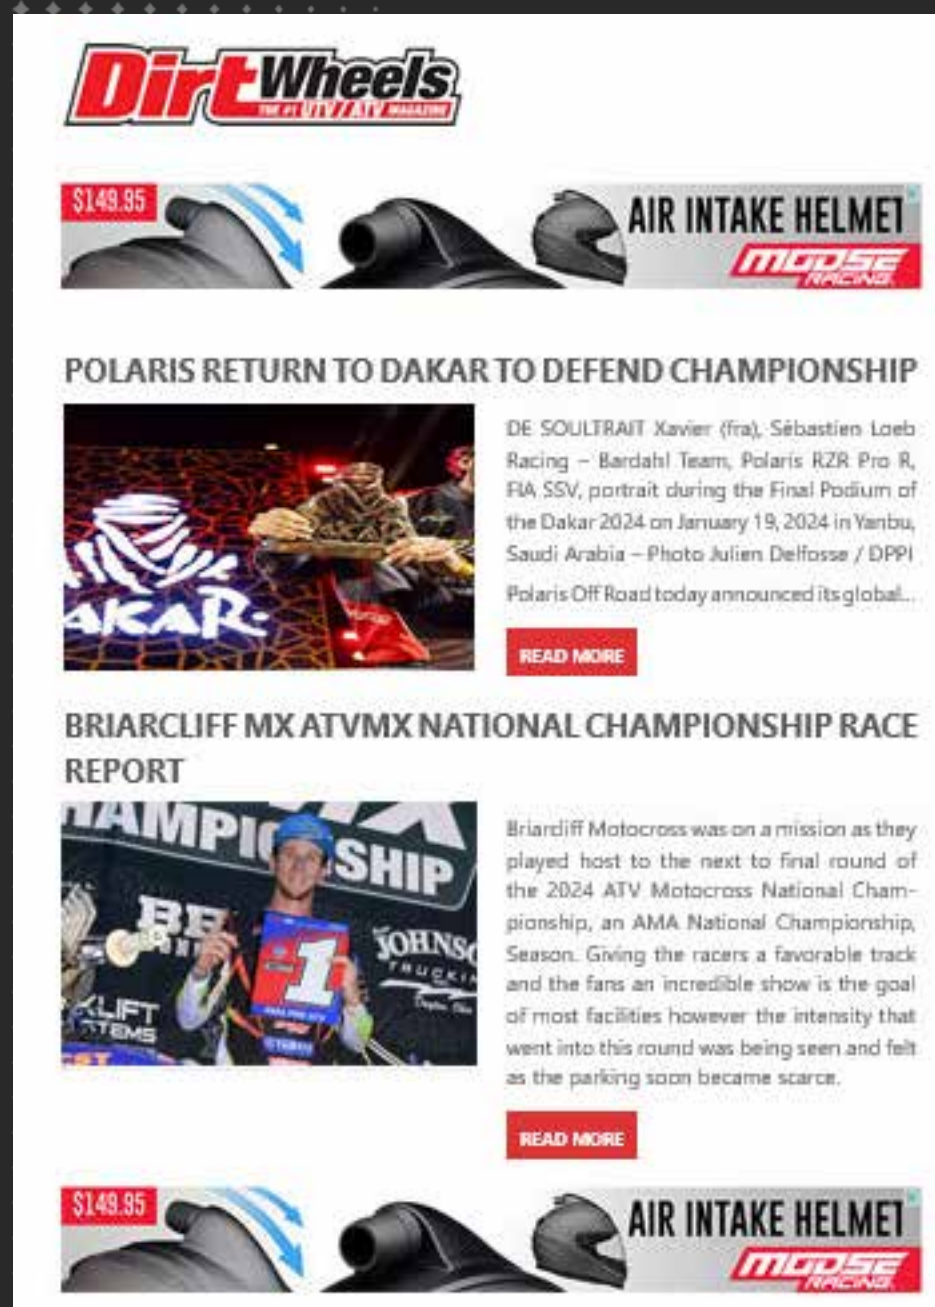 DirtWheels
THE #1 UTV/ATV MAGAZINE
$149.95
AIR INTAKE HELMET
MOOSE
RACING.
POLARIS RETURN TO DAKAR TO DEFEND CHAMPIONSHIP
DAKAR
DE SOULTRAIT Xavier (fra), Sébastien Loeb
Racing – Bardahl Team, Polaris RZR Pro R,
FIA SSV, portrait during the Final Podium of
the Dakar 2024 on January 19, 2024 in Yanbu,
Saudi Arabia – Photo Julien Delfosse / DPPI
Polaris Off Road today announced its global...
READ MORE
BRIARCLIFF MX ATVMX NATIONAL CHAMPIONSHIP RACE
REPORT
HAMPIONSHIP
1
JOHNSO
TRUCKIN
KLIFT
STEMS
Briarcliff Motocross was on a mission as they
played host to the next to final round of
the 2024 ATV Motocross National Cham-
pionship, an AMA National Championship,
Season. Giving the racers a favorable track
and the fans an incredible show is the goal
of most facilities however the intensity that
went into this round was being seen and felt
as the parking soon became scarce.
READ MORE
$149.95
AIR INTAKE HELMET
MOOSE
RACING.